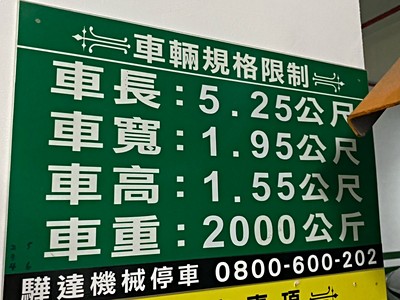 車輛規格限制
車長：5.25公尺
車寬：1.95公尺
車高：1.55公尺
車重：2000公斤
驊達機械停車 0800-600-202
事項